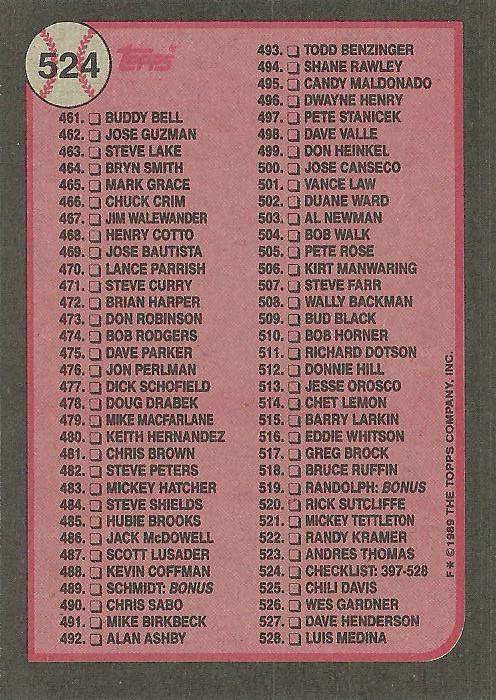 524
Topps
461. BUDDY BELL
462. JOSE GUZMAN
463. STEVE LAKE
464. BRYN SMITH
465. MARK GRACE
466. CHUCK CRIM
467. JIM WALEWANDER
468. HENRY COTTO
469. JOSE BAUTISTA
470. LANCE PARRISH
471. STEVE CURRY
472. BRIAN HARPER
473. DON ROBINSON
474. BOB RODGERS
475. DAVE PARKER
476. JON PERLMAN
477. DICK SCHOFIELD
478. DOUG DRABEK
479. MIKE MACFARLANE
480. KEITH HERNANDEZ
481. CHRIS BROWN
482. STEVE PETERS
483. MICKEY HATCHER
484. STEVE SHIELDS
485. HUBIE BROOKS
486. JACK McDOWELL
487. SCOTT LUSADER
488. KEVIN COFFMAN
489. SCHMIDT: BONUS
490. CHRIS SABO
491. MIKE BIRKBECK
492. ALAN ASHBY
493. TODD BENZINGER
494. SHANE RAWLEY
495. CANDY MALDONADO
496. DWAYNE HENRY
497. PETE STANICEK
498. DAVE VALLE
499. DON HEINKEL
500. JOSE CANSECO
501. VANCE LAW
502. DUANE WARD
503. AL NEWMAN
504. BOB WALK
505. PETE ROSE
506. KIRT MANWARING
507. STEVE FARR
508. WALLY BACKMAN
509. BUD BLACK
510. BOB HORNER
511. RICHARD DOTSON
512. DONNIE HILL
513. JESSE OROSCO
514. CHET LEMON
515. BARRY LARKIN
516. EDDIE WHITSON
517. GREG BROCK
518. BRUCE RUFFIN
519. RANDOLPH: BONUS
520. RICK SUTCLIFFE
521. MICKEY TETTLETON
522. RANDY KRAMER
523. ANDRES THOMAS
524. CHECKLIST: 397-528
525. CHILI DAVIS
526. WES GARDNER
527. DAVE HENDERSON
528. LUIS MEDINA
F* © 1989 THE TOPPS COMPANY, INC.